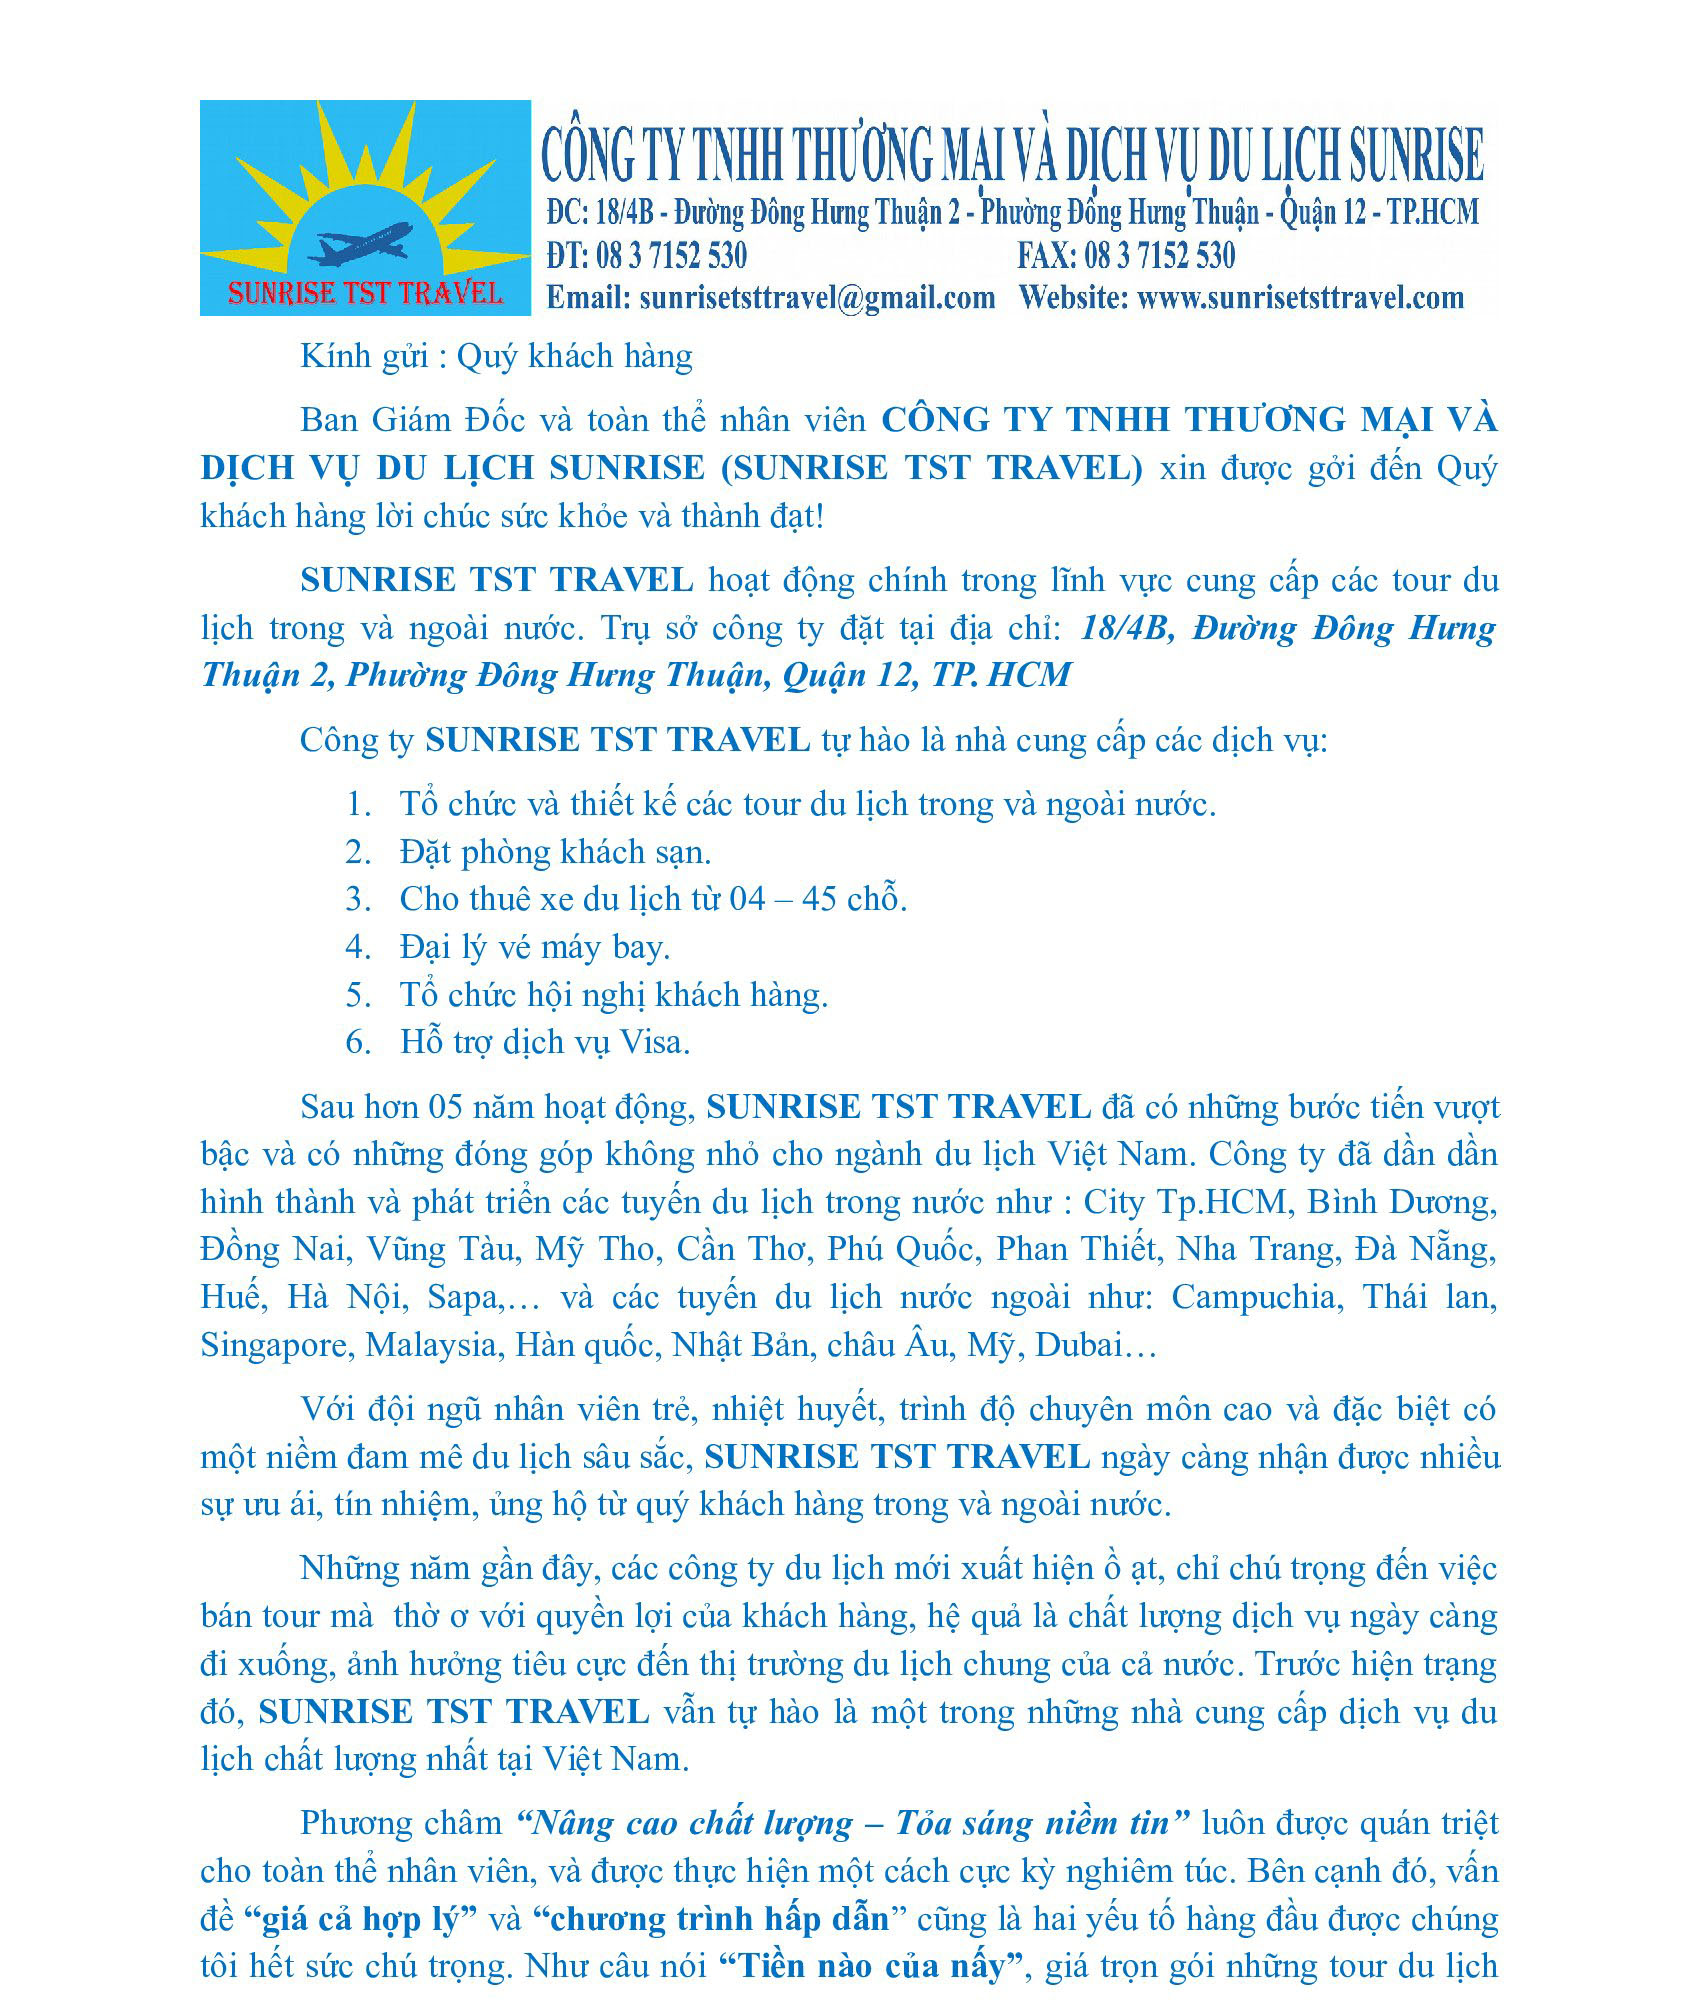 SUNRISE TST TRAVEL
CÔNG TY TNHH THƯƠNG MẠI VÀ DỊCH VỤ DU LỊCH SUNRISE
ĐC: 18/4B - Đường Đông Hưng Thuận 2 - Phường Đông Hưng Thuận - Quận 12 - TP.HCM
ĐT: 08 3 7152 530 FAX: 08 3 7152 530
Email: sunrisetsttravel@gmail.com Website: www.sunrisetsttravel.com
Kính gửi : Quý khách hàng
Ban Giám Đốc và toàn thể nhân viên CÔNG TY TNHH THƯƠNG MẠI VÀ
DỊCH VỤ DU LỊCH SUNRISE (SUNRISE TST TRAVEL) xin được gởi đến Quý
khách hàng lời chúc sức khỏe và thành đạt!
SUNRISE TST TRAVEL hoạt động chính trong lĩnh vực cung cấp các tour du
lịch trong và ngoài nước. Trụ sở công ty đặt tại địa chỉ: 18/4B, Đường Đông Hưng
Thuận 2, Phường Đông Hưng Thuận, Quận 12, TP. HCM
Công ty SUNRISE TST TRAVEL tự hào là nhà cung cấp các dịch vụ:
1. Tổ chức và thiết kế các tour du lịch trong và ngoài nước.
2. Đặt phòng khách sạn.
3. Cho thuê xe du lịch từ 04 – 45 chỗ.
4. Đại lý vé máy bay.
5. Tổ chức hội nghị khách hàng.
6. Hỗ trợ dịch vụ Visa.
Sau hơn 05 năm hoạt động, SUNRISE TST TRAVEL đã có những bước tiến vượt
bậc và có những đóng góp không nhỏ cho ngành du lịch Việt Nam. Công ty đã dần dần
hình thành và phát triển các tuyến du lịch trong nước như : City Tp.HCM, Bình Dương,
Đồng Nai, Vũng Tàu, Mỹ Tho, Cần Thơ, Phú Quốc, Phan Thiết, Nha Trang, Đà Nẵng,
Huế, Hà Nội, Sapa,… và các tuyến du lịch nước ngoài như: Campuchia, Thái lan,
Singapore, Malaysia, Hàn quốc, Nhật Bản, châu Âu, Mỹ, Dubai…
Với đội ngũ nhân viên trẻ, nhiệt huyết, trình độ chuyên môn cao và đặc biệt có
một niềm đam mê du lịch sâu sắc, SUNRISE TST TRAVEL ngày càng nhận được nhiều
sự ưu ái, tín nhiệm, ủng hộ từ quý khách hàng trong và ngoài nước.
Những năm gần đây, các công ty du lịch mới xuất hiện ồ ạt, chỉ chú trọng đến việc
bán tour mà thờ ơ với quyền lợi của khách hàng, hệ quả là chất lượng dịch vụ ngày càng
đi xuống, ảnh hưởng tiêu cực đến thị trường du lịch chung của cả nước. Trước hiện trạng
đó, SUNRISE TST TRAVEL vẫn tự hào là một trong những nhà cung cấp dịch vụ du
lịch chất lượng nhất tại Việt Nam.
Phương châm “Nâng cao chất lượng – Tỏa sáng niềm tin” luôn được quán triệt
cho toàn thể nhân viên, và được thực hiện một cách cực kỳ nghiêm túc. Bên cạnh đó, vấn
đề “giá cả hợp lý” và “chương trình hấp dẫn” cũng là hai yếu tố hàng đầu được chúng
tôi hết sức chú trọng. Như câu nói “Tiền nào của nấy”, giá trọn gói những tour du lịch